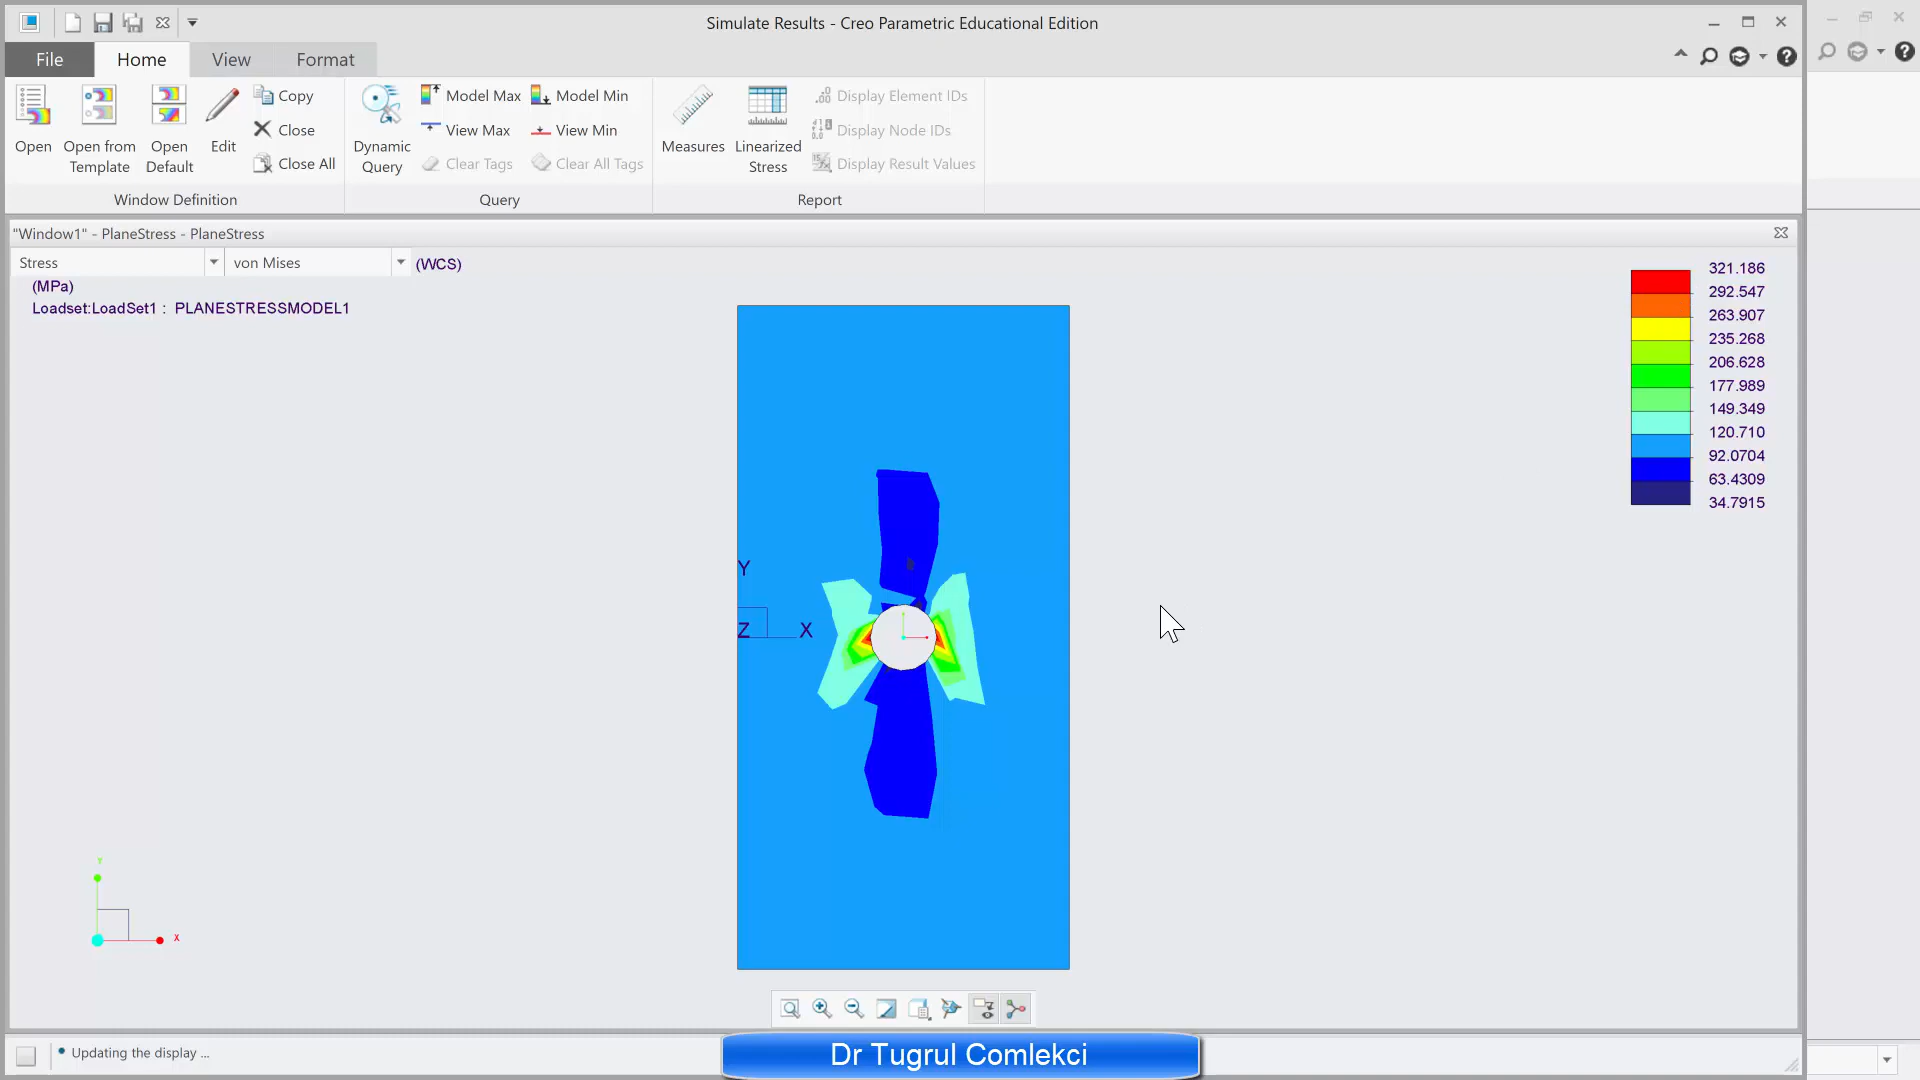 Simulate Results - Creo Parametric Educational Edition
File Home View Format
Open
Open from Template
Open Default
Edit
Copy
Close
Close All
Window Definition
Dynamic Query
Model Max
Model Min
View Max
View Min
Clear Tags
Clear All Tags
Query
Measures
Linearized Stress
Display Element IDs
Display Node IDs
Display Result Values
Report
"Window1" - PlaneStress - PlaneStress
Stress von Mises (WCS)
(MPa)
Loadset:LoadSet1 : PLANESTRESSMODEL1
321.186
292.547
263.907
235.268
206.628
177.989
149.349
120.710
92.0704
63.4309
34.7915
Y
Z X
Y
X
Updating the display ...
Dr Tugrul Comlekci